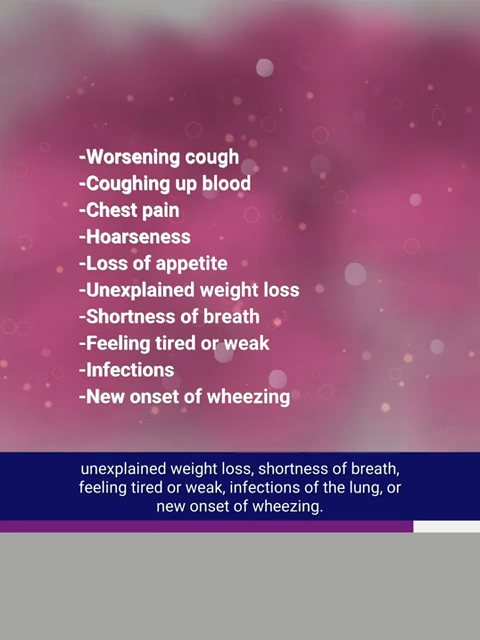 -Worsening cough
-Coughing up blood
-Chest pain
-Hoarseness
-Loss of appetite
-Unexplained weight loss
-Shortness of breath
-Feeling tired or weak
-Infections
-New onset of wheezing
unexplained weight loss, shortness of breath,
feeling tired or weak, infections of the lung, or
new onset of wheezing.